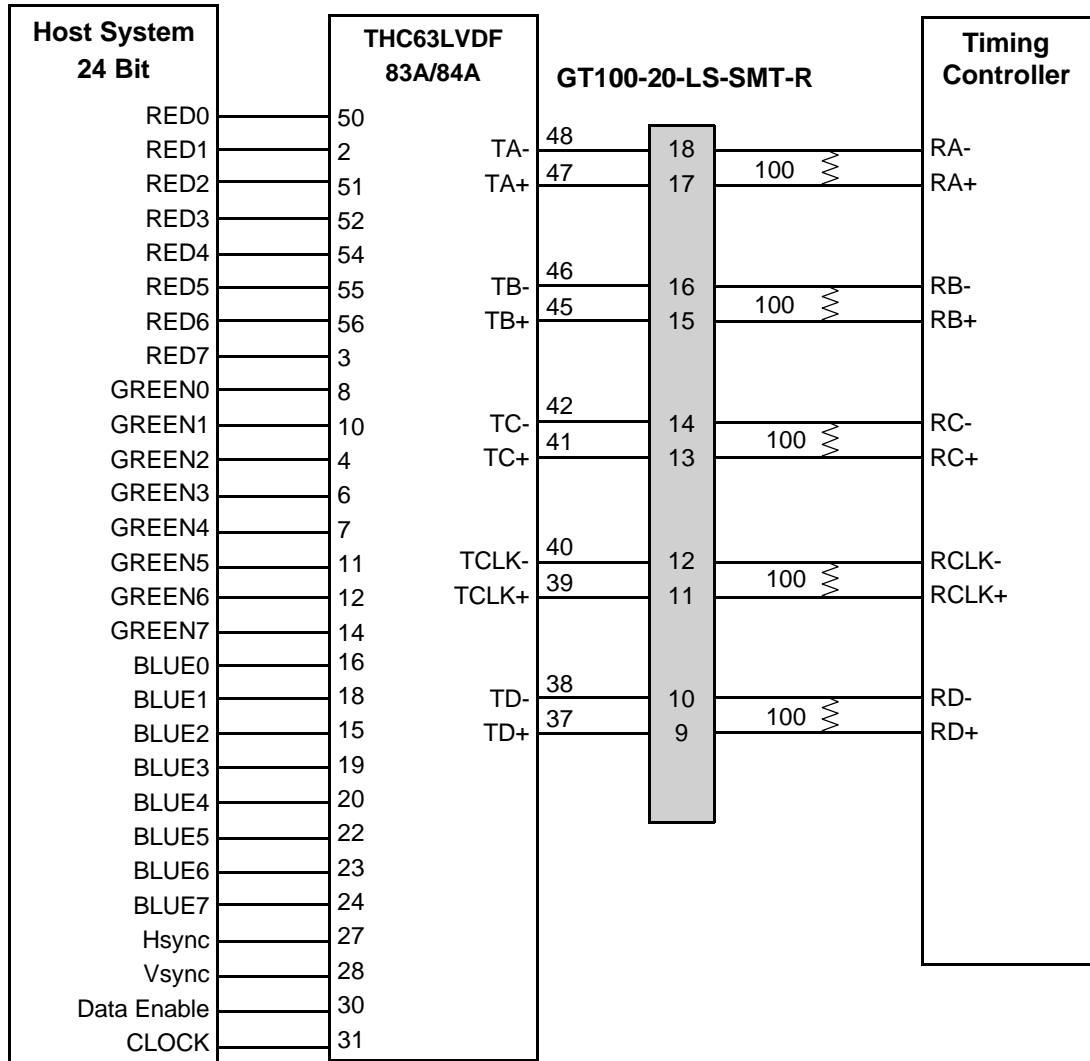 Host System
24 Bit
THC63LVDF
83A/84A
GT100-20-LS-SMT-R
Timing
Controller
RED0 50
RED1 2
RED2 51
RED3 52
RED4 54
RED5 55
RED6 56
RED7 3
GREEN0 8
GREEN1 10
GREEN2 4
GREEN3 6
GREEN4 7
GREEN5 11
GREEN6 12
GREEN7 14
BLUE0 16
BLUE1 18
BLUE2 15
BLUE3 19
BLUE4 20
BLUE5 22
BLUE6 23
BLUE7 24
Hsync 27
Vsync 28
Data Enable 30
CLOCK 31
TA- 48 18 RA-
100
TA+ 47 17 RA+
TB- 46 16 RB-
100
TB+ 45 15 RB+
TC- 42 14 RC-
100
TC+ 41 13 RC+
TCLK- 40 12 RCLK-
100
TCLK+ 39 11 RCLK+
TD- 38 10 RD-
100
TD+ 37 9 RD+